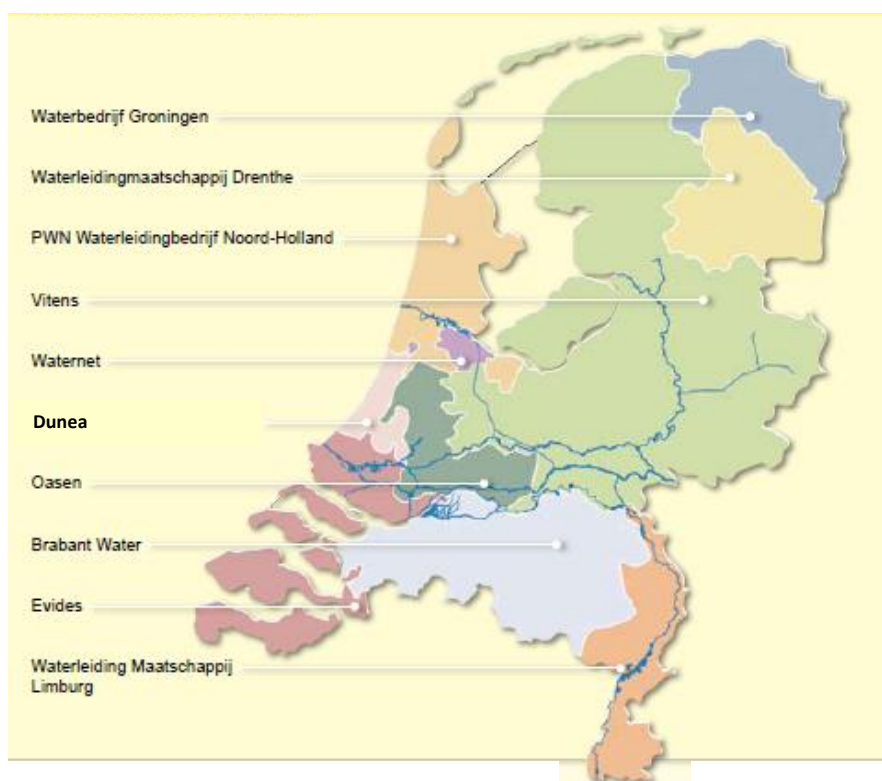 Waterbedrijf Groningen
Waterleidingmaatschappij Drenthe
PWN Waterleidingbedrijf Noord-Holland
Vitens
Waternet
Dunea
Oasen
Brabant Water
Evides
Waterleiding Maatschappij
Limburg